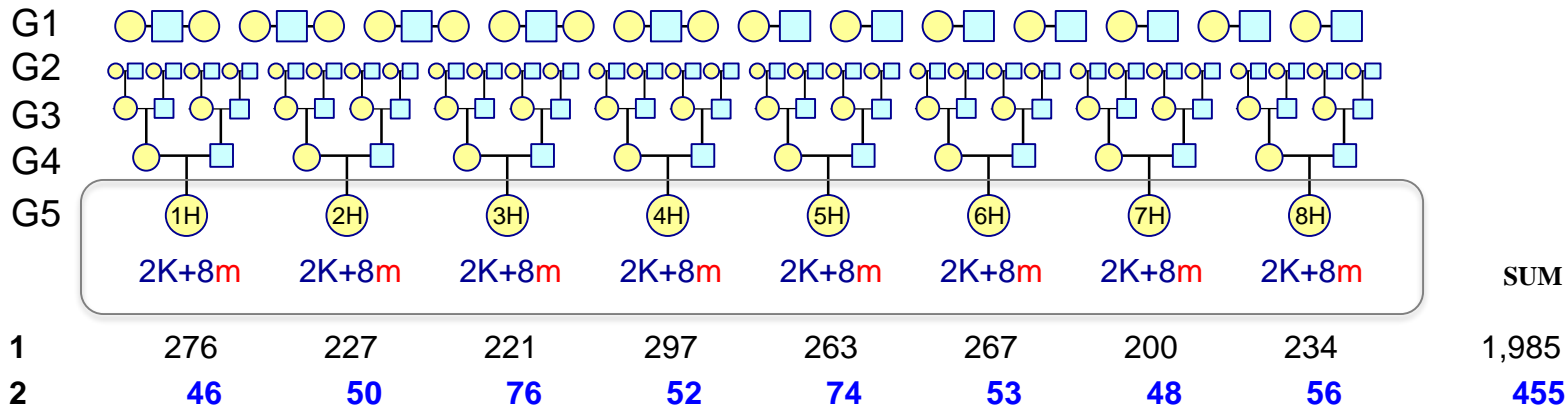 G1
G2
G3
G4
G5 1H 2H 3H 4H 5H 6H 7H 8H
2K+8m 2K+8m 2K+8m 2K+8m 2K+8m 2K+8m 2K+8m 2K+8m SUM
1 276 227 221 297 263 267 200 234 1,985
2 46 50 76 52 74 53 48 56 455